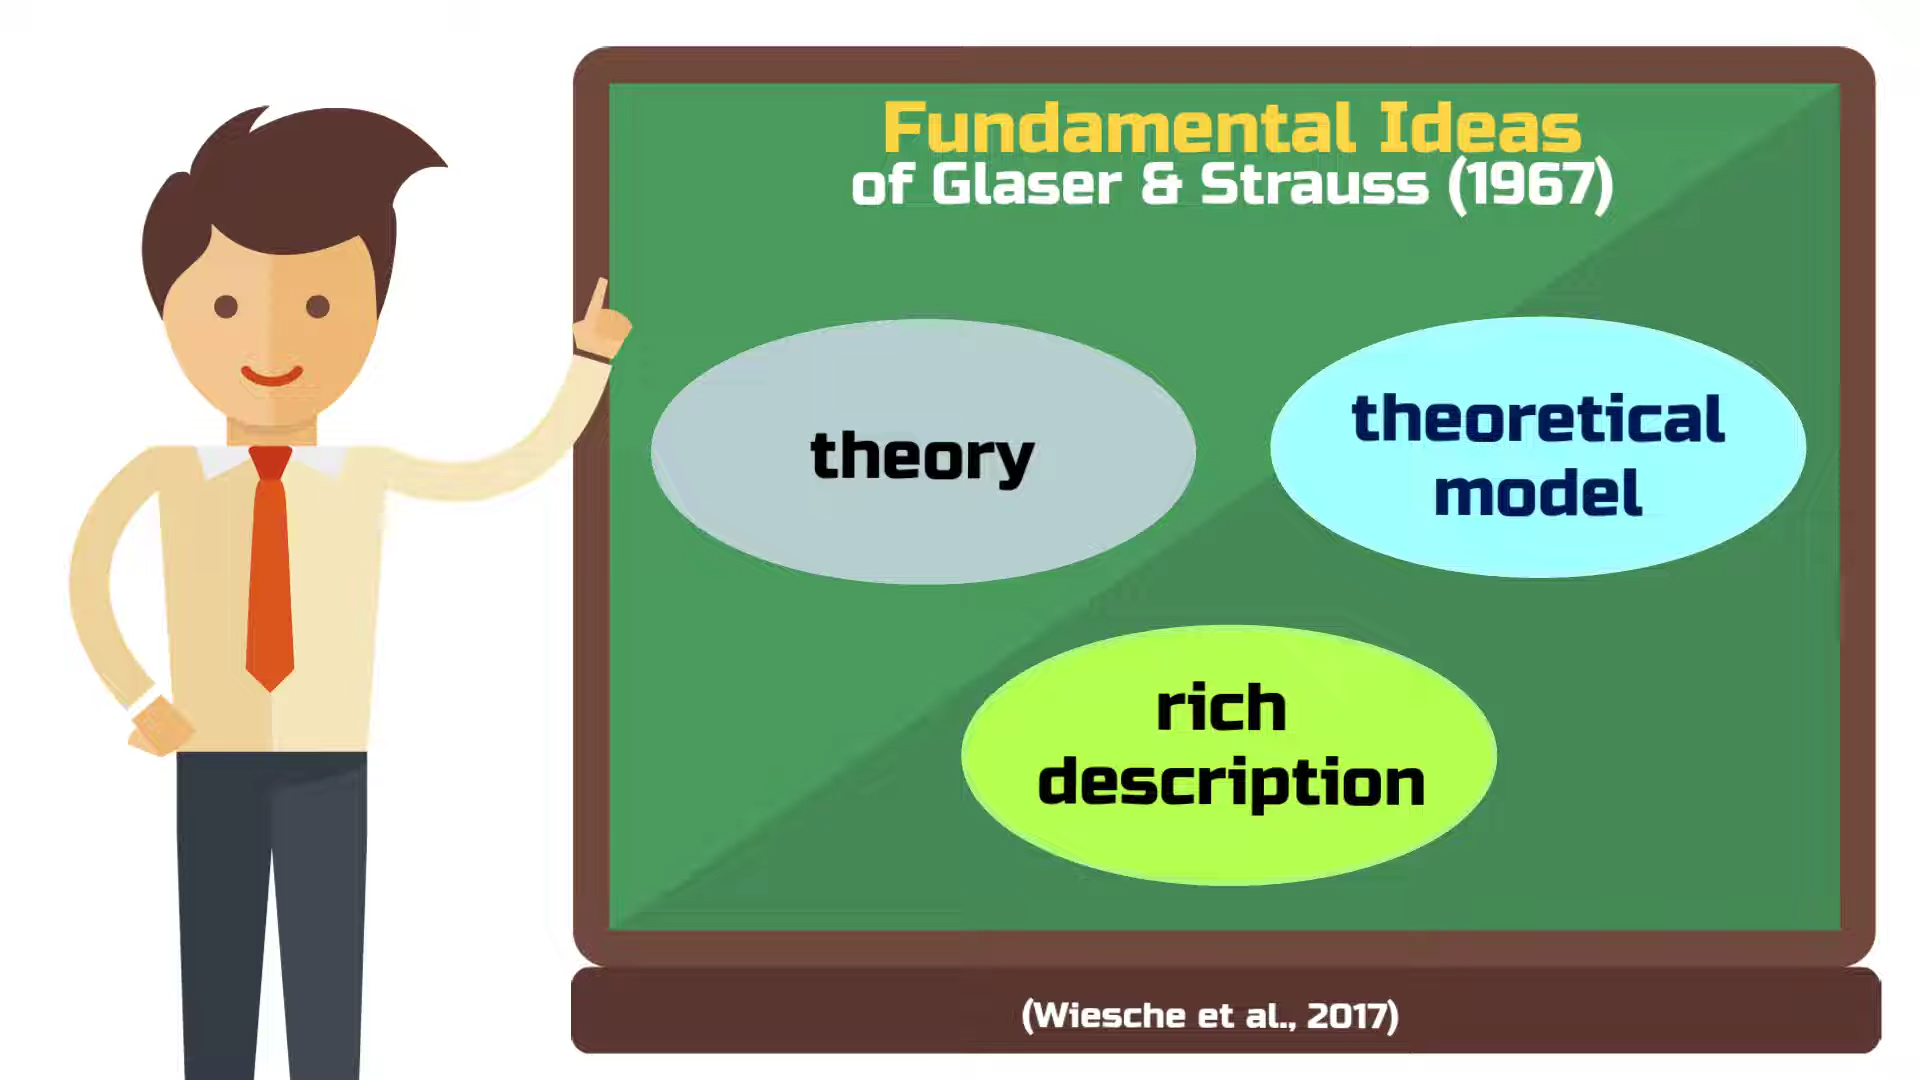 Fundamental Ideas
of Glaser & Strauss (1967)
theory
theoretical
model
rich
description
(Wiesche et al., 2017)